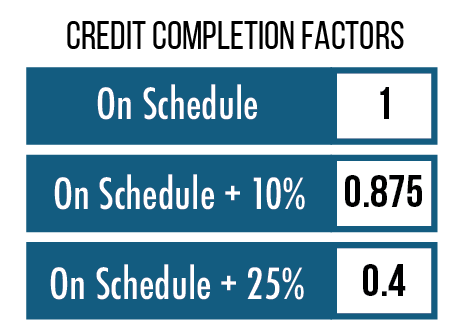 CREDIT COMPLETION FACTORS
On Schedule 1
On Schedule + 10% 0.875
On Schedule + 25% 0.4